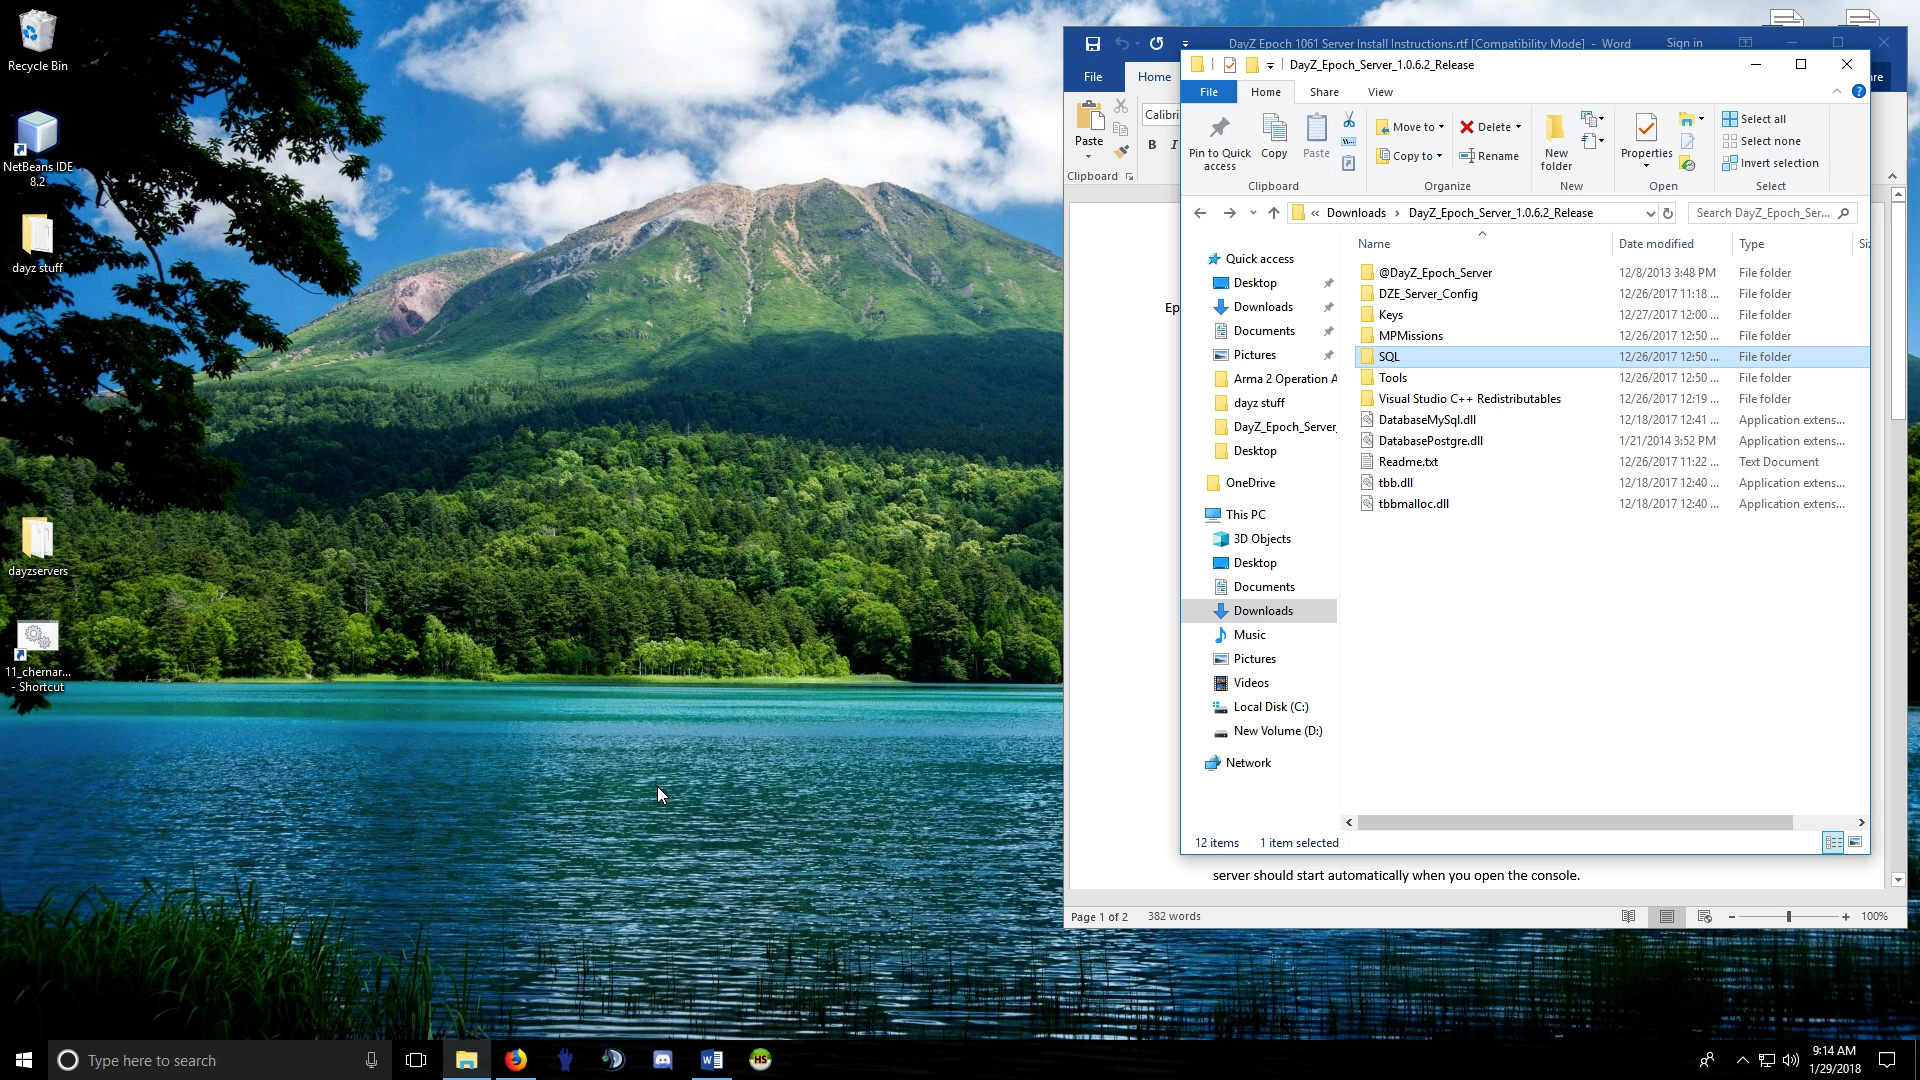 Recycle Bin
NetBeans IDE
8.2
dayz stuff
dayzservers
11_chernar...
- Shortcut
DayZ Epoch 1061 Server Install Instructions.rtf [Compatibility Mode] - Word
Sign in
File
Home
Calibri
Paste
B I
Clipboard
DayZ_Epoch_Server_1.0.6.2_Release
File
Home
Share
View
Pin to Quick
access
Copy
Paste
Move to
Copy to
Delete
Rename
New
folder
Properties
Select all
Select none
Invert selection
Clipboard
Organize
New
Open
Select
« Downloads > DayZ_Epoch_Server_1.0.6.2_Release
Search DayZ_Epoch_Ser...
Name Date modified Type
Quick access
Desktop
Downloads
Documents
Pictures
Arma 2 Operation A
dayz stuff
DayZ_Epoch_Server_
Desktop
OneDrive
This PC
3D Objects
Desktop
Documents
Downloads
Music
Pictures
Videos
Local Disk (C:)
New Volume (D:)
Network
@DayZ_Epoch_Server 12/8/2013 3:48 PM File folder
DZE_Server_Config 12/26/2017 11:18 ... File folder
Keys 12/27/2017 12:00 ... File folder
MPMissions 12/26/2017 12:50 ... File folder
SQL 12/26/2017 12:50 ... File folder
Tools 12/26/2017 12:50 ... File folder
Visual Studio C++ Redistributables 12/26/2017 12:19 ... File folder
DatabaseMySql.dll 12/18/2017 12:41 ... Application extens...
DatabasePostgre.dll 1/21/2014 3:52 PM Application extens...
Readme.txt 12/26/2017 11:22 ... Text Document
tbb.dll 12/18/2017 12:40 ... Application extens...
tbbmalloc.dll 12/18/2017 12:40 ... Application extens...
12 items 1 item selected
Ep
server should start automatically when you open the console.
Page 1 of 2 382 words
100%
Type here to search
HS
9:14 AM
1/29/2018